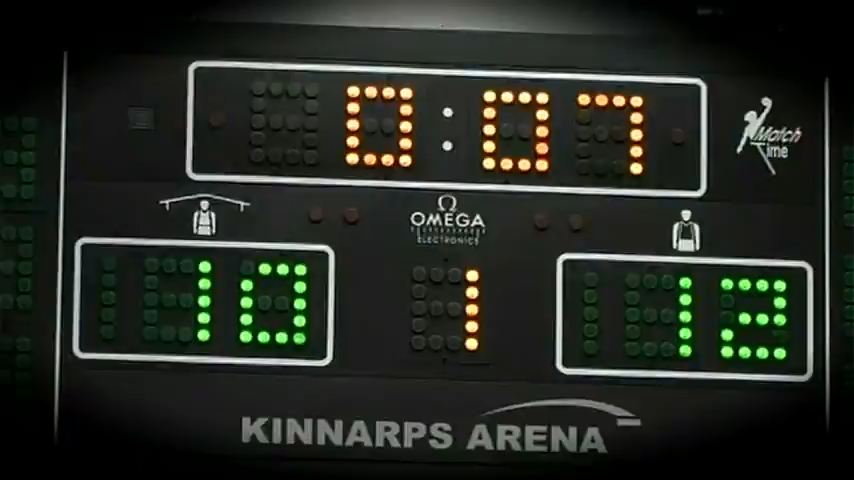 0:07
Match
Time
Ω
OMEGA
ELECTRONICS
10 1 12
KINNARPS ARENA